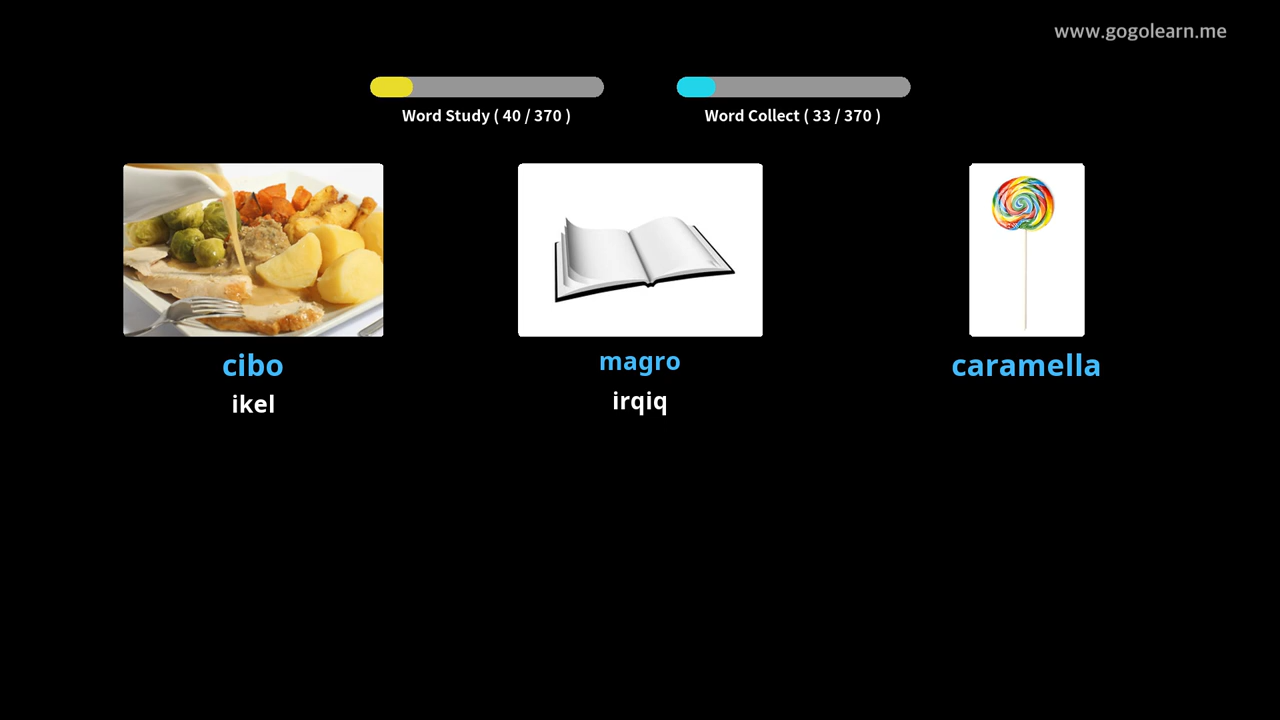 www.gogolearn.me
Word Study ( 40 / 370 )
Word Collect ( 33 / 370 )
cibo
ikel
magro
irqiq
caramella